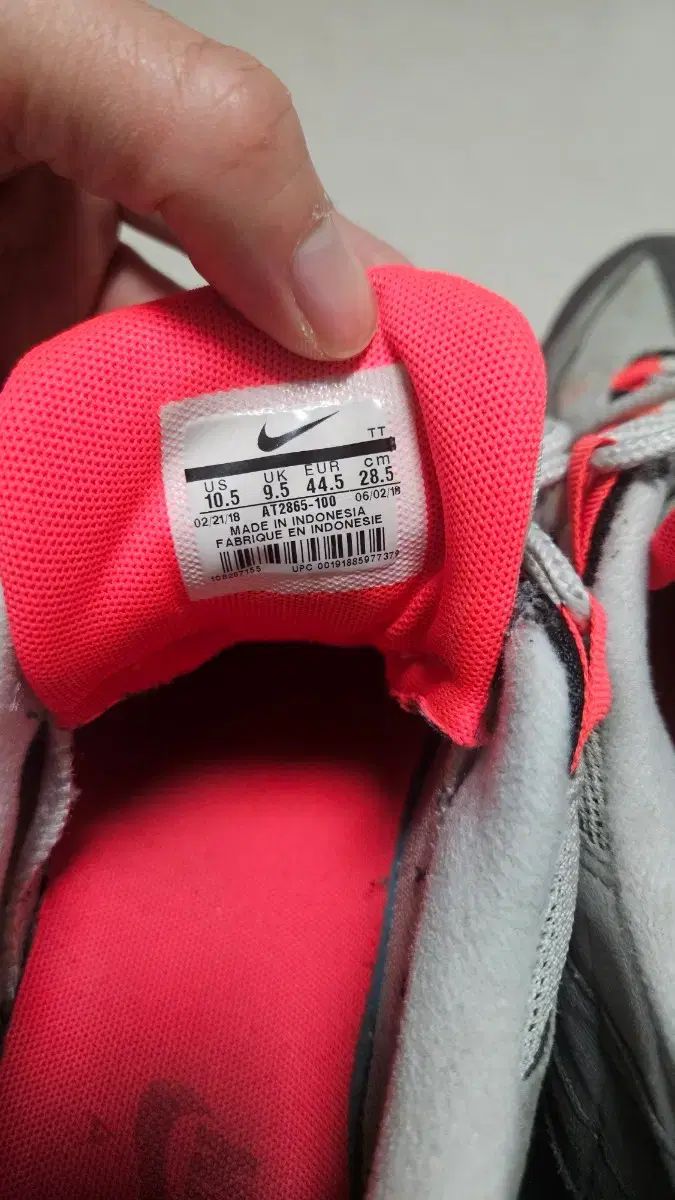 TT
US UK EUR cm
10.5 9.5 44.5 28.5
02/21/18 AT2865-100 06/02/18
MADE IN INDONESIA
FABRIQUE EN INDONESIE
UPC 00191885977379